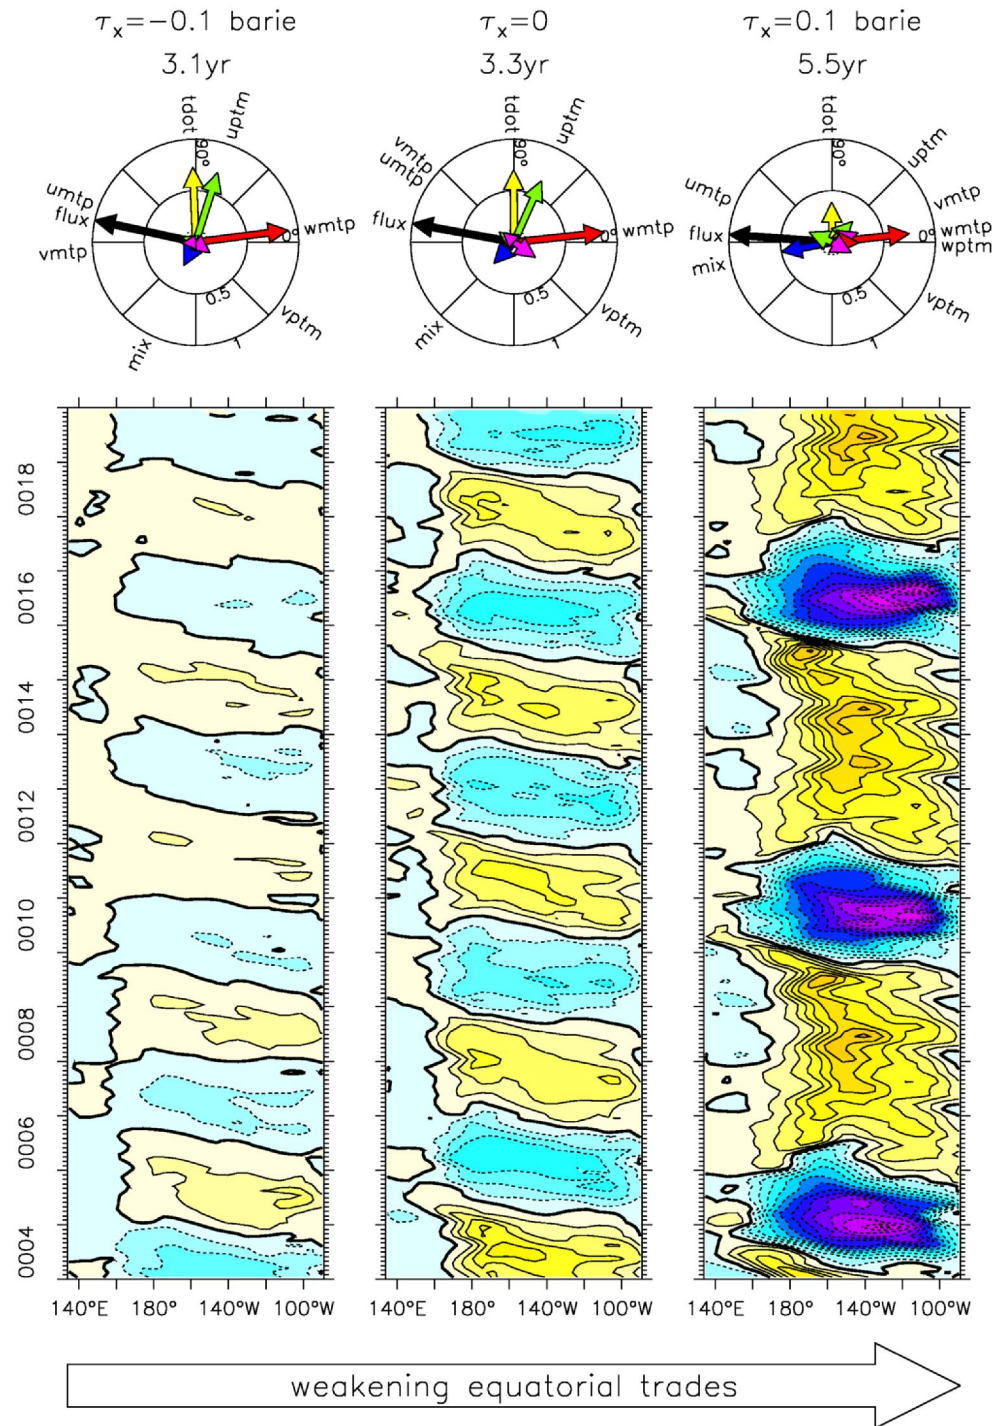 τx=−0.1 barie
3.1yr
τx=0
3.3yr
τx=0.1 barie
5.5yr
tdot
90°
uptm
umtp
flux
vmtp
0°
wmtp
0.5
mix
vptm
1
tdot
90°
uptm
vmtp
umtp
flux
0°
wmtp
0.5
mix
vptm
1
tdot
90°
uptm
umtp
vmtp
flux
0°
wmtp
wptm
mix
0.5
vptm
1
0018
0016
0014
0012
0010
0008
0006
0004
140°E 180° 140°W 100°W
140°E 180° 140°W 100°W
140°E 180° 140°W 100°W
weakening equatorial trades